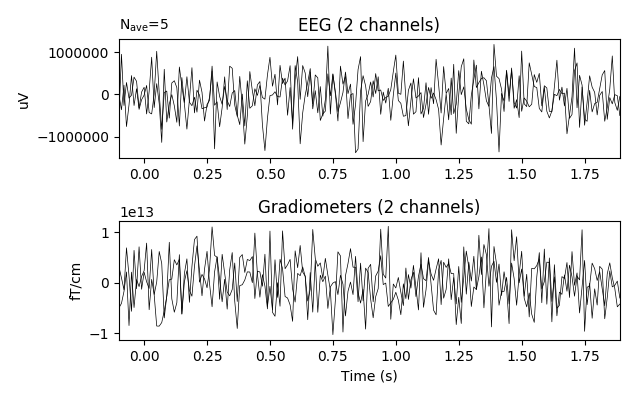 N_ave=5
EEG (2 channels)
1000000
0
−1000000
uV
0.00 0.25 0.50 0.75 1.00 1.25 1.50 1.75
1e13
Gradiometers (2 channels)
1
0
−1
fT/cm
0.00 0.25 0.50 0.75 1.00 1.25 1.50 1.75
Time (s)